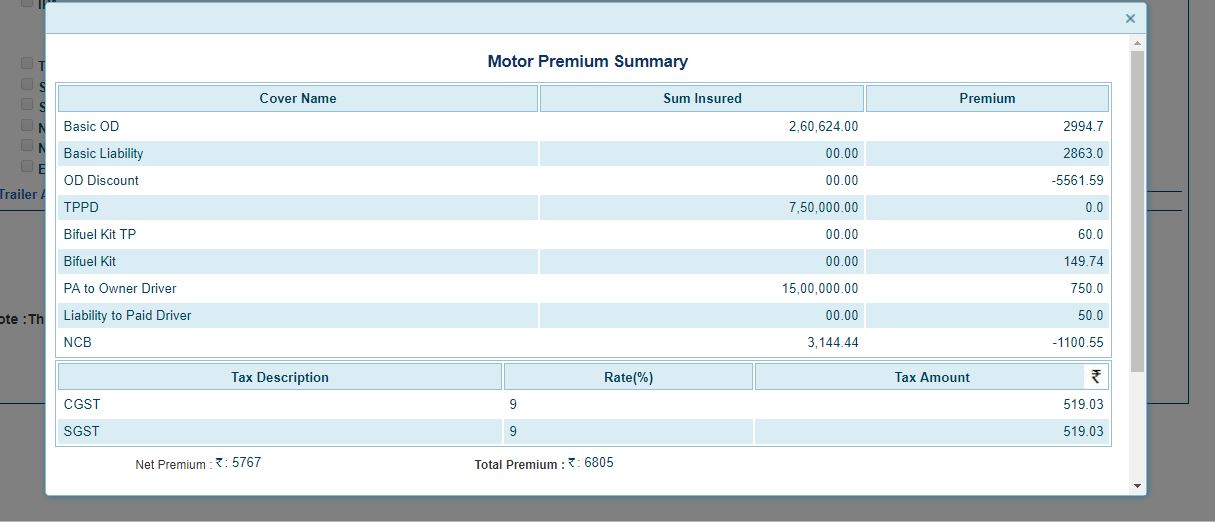 ×
Motor Premium Summary
Cover Name Sum Insured Premium
Basic OD 2,60,624.00 2994.7
Basic Liability 00.00 2863.0
OD Discount 00.00 -5561.59
TPPD 7,50,000.00 0.0
Bifuel Kit TP 00.00 60.0
Bifuel Kit 00.00 149.74
PA to Owner Driver 15,00,000.00 750.0
Liability to Paid Driver 00.00 50.0
NCB 3,144.44 -1100.55
Tax Description Rate(%) Tax Amount ₹
CGST 9 519.03
SGST 9 519.03
Net Premium : ₹ : 5767 Total Premium : ₹ : 6805
T
S
S
N
N
E
Trailer A
ote : Th